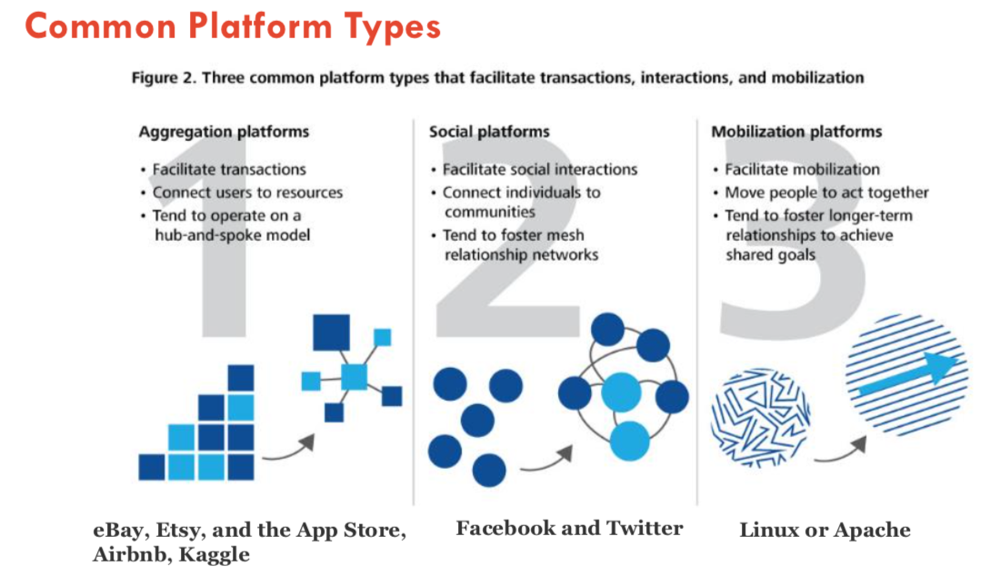 Common Platform Types
Figure 2. Three common platform types that facilitate transactions, interactions, and mobilization
1
Aggregation platforms
• Facilitate transactions
• Connect users to resources
• Tend to operate on a
hub-and-spoke model
2
Social platforms
• Facilitate social interactions
• Connect individuals to
communities
• Tend to foster mesh
relationship networks
3
Mobilization platforms
• Facilitate mobilization
• Move people to act together
• Tend to foster longer-term
relationships to achieve
shared goals
eBay, Etsy, and the App Store,
Airbnb, Kaggle
Facebook and Twitter
Linux or Apache